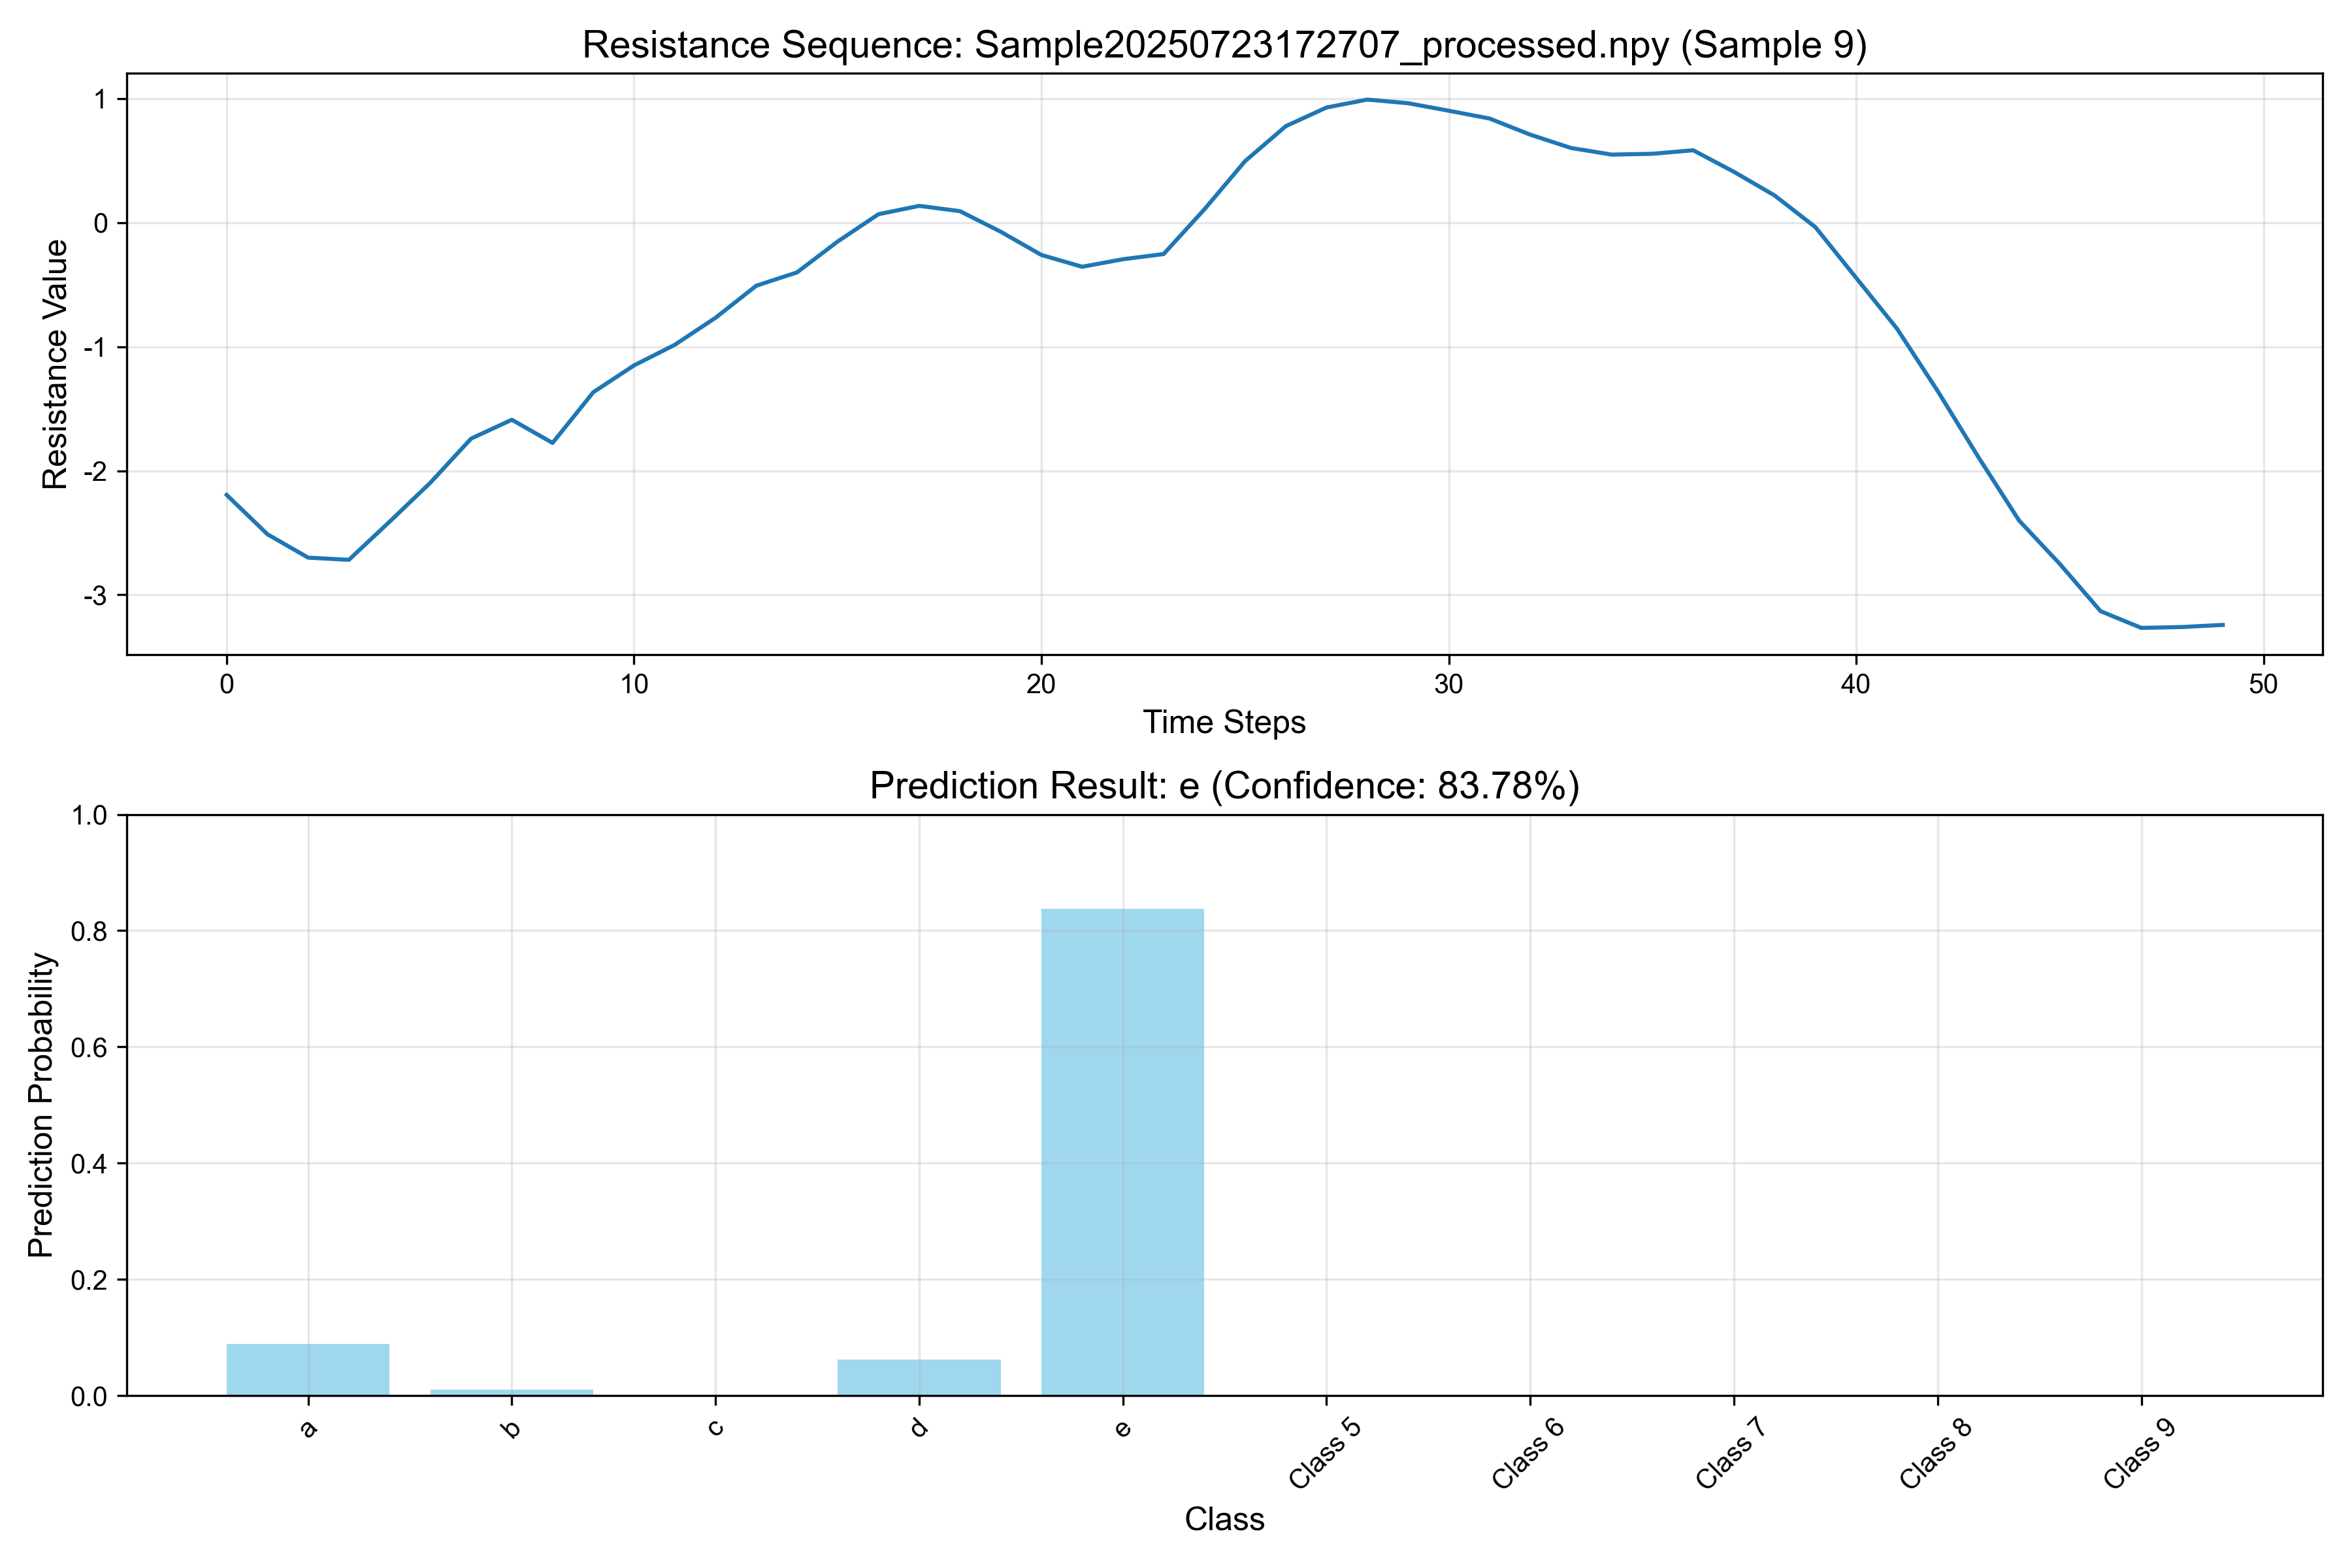 Resistance Sequence: Sample20250723172707_processed.npy (Sample 9)
Resistance Value
1
0
-1
-2
-3
0 10 20 30 40 50
Time Steps
Prediction Result: e (Confidence: 83.78%)
Prediction Probability
1.0
0.8
0.6
0.4
0.2
0.0
a b c d e Class 5 Class 6 Class 7 Class 8 Class 9
Class